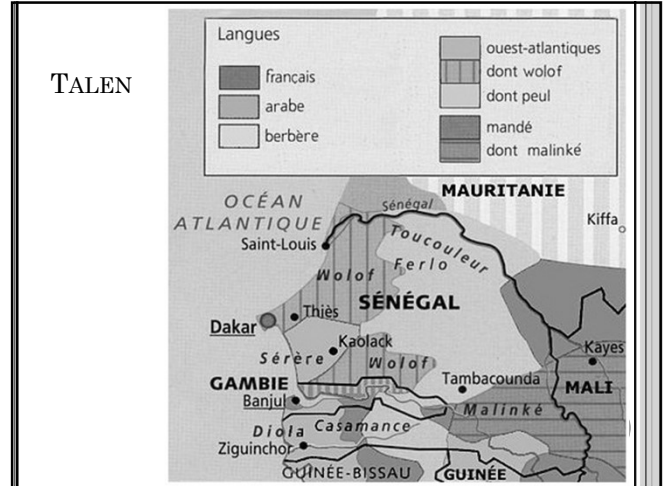 TALEN
Langues
français
arabe
berbère
ouest-atlantiques
dont wolof
dont peul
mandé
dont malinké
OCÉAN
ATLANTIQUE
MAURITANIE
Sénégal
Kiffa
Saint-Louis
Toucouleur
Ferlo
Wolof
SÉNÉGAL
Thiès
Dakar
Kaolack
Sérère
Wolof
Kayes
GAMBIE
Tambacounda
MALI
Banjul
Malinké
Diola
Casamance
Ziguinchor
GUINÉE-BISSAU
GUINÉE